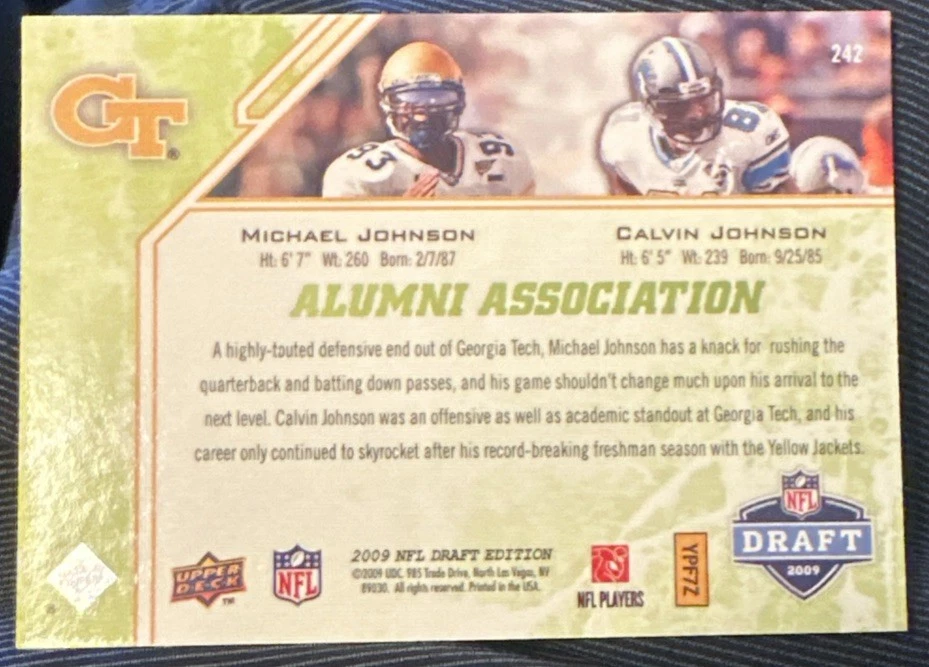 242
GT
®
93
93
8
MICHAEL JOHNSON
Ht: 6' 7" Wt: 260 Born: 2/7/87
CALVIN JOHNSON
Ht: 6' 5" Wt: 239 Born: 9/25/85
ALUMNI ASSOCIATION
A highly-touted defensive end out of Georgia Tech, Michael Johnson has a knack for rushing the
quarterback and batting down passes, and his game shouldn't change much upon his arrival to the
next level. Calvin Johnson was an offensive as well as academic standout at Georgia Tech, and his
career only continued to skyrocket after his record-breaking freshman season with the Yellow Jackets.
UPPER
DECK
TM
NFL
2009 NFL DRAFT EDITION
©2009 UDC. 985 Trade Drive, North Las Vegas, NV
89030. All rights reserved. Printed in the USA.
NFL PLAYERS
YPF7Z
NFL
DRAFT
2009